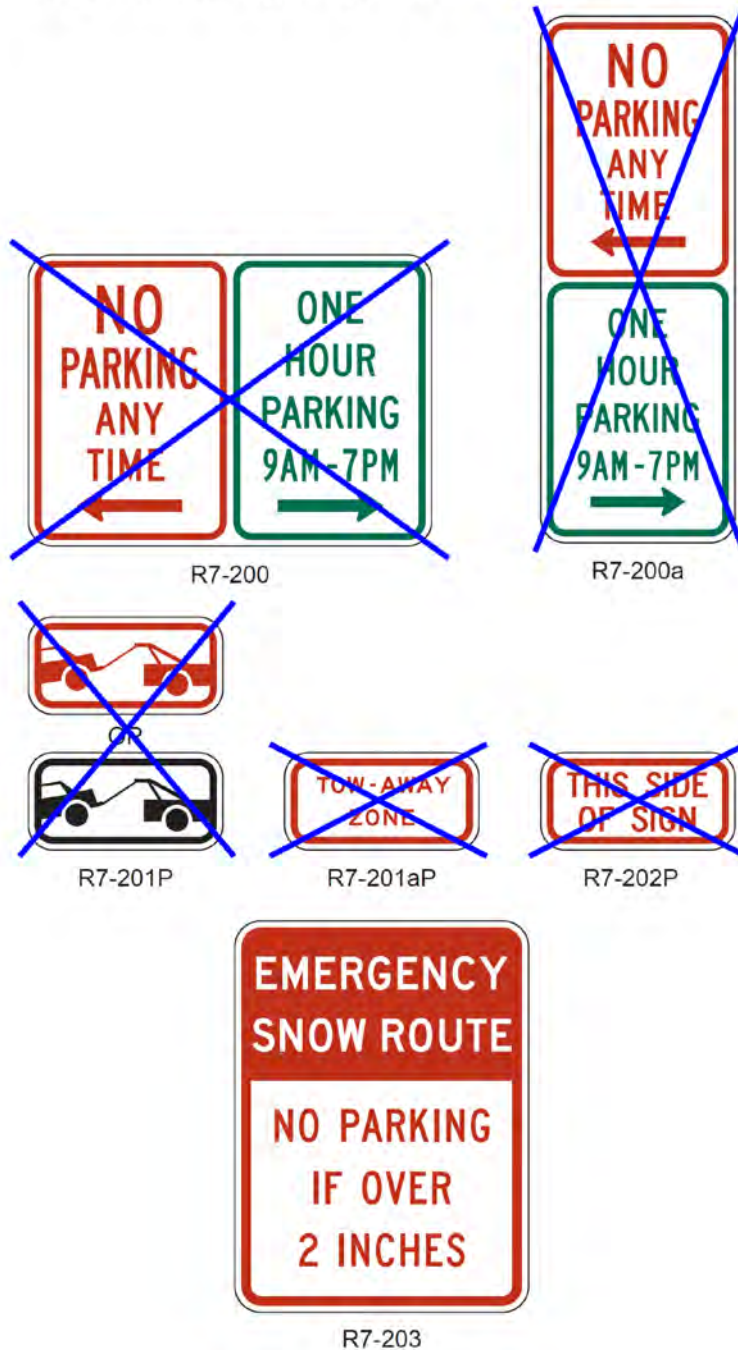 NO
PARKING
ANY
TIME
ONE
HOUR
PARKING
9AM-7PM
R7-200
NO
PARKING
ANY
TIME
ONE
HOUR
PARKING
9AM-7PM
R7-200a
OR
R7-201P
TOW-AWAY
ZONE
R7-201aP
THIS SIDE
OF SIGN
R7-202P
EMERGENCY
SNOW ROUTE
NO PARKING
IF OVER
2 INCHES
R7-203